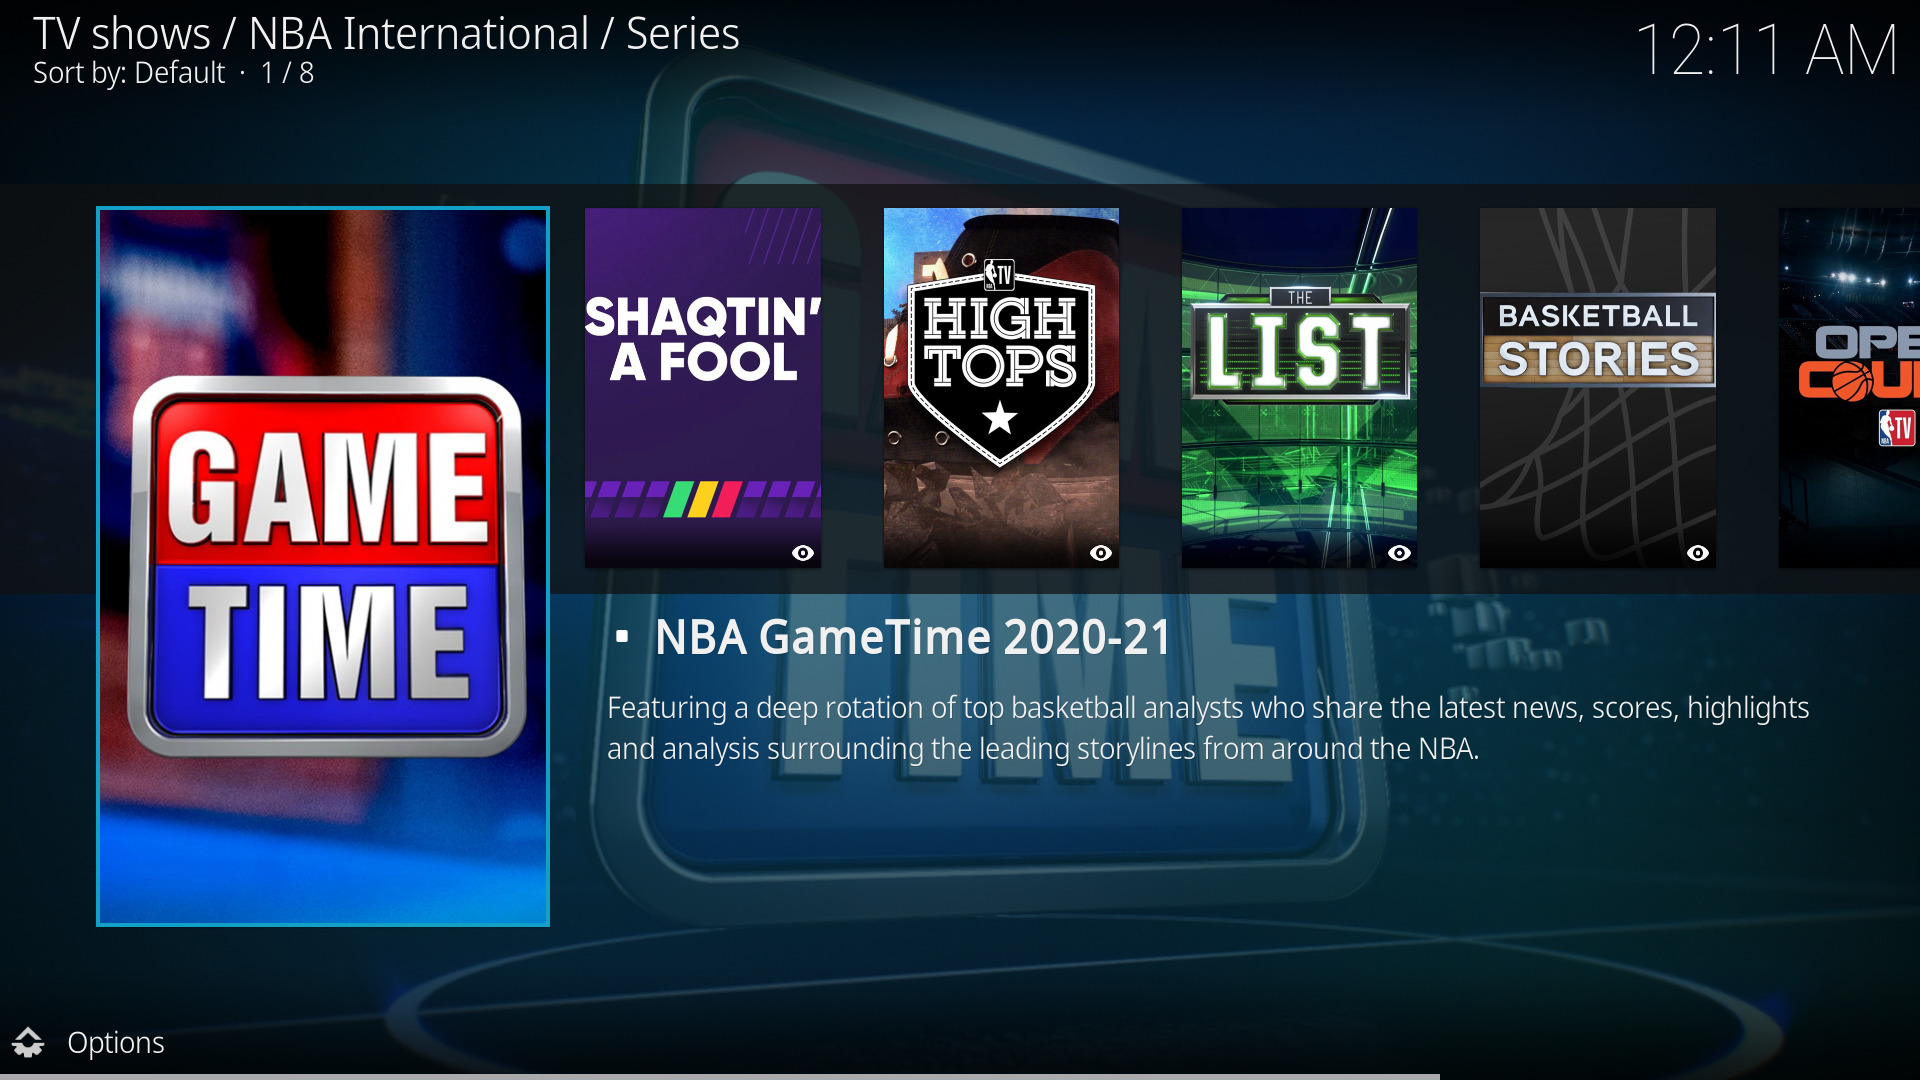 TV shows / NBA International / Series
Sort by: Default · 1 / 8
12:11 AM
GAME
TIME
SHAQTIN'
A FOOL
TV
HIGH
TOPS
THE
LIST
BASKETBALL
STORIES
OPE
COU
NBA
TV
▪ NBA GameTime 2020-21
Featuring a deep rotation of top basketball analysts who share the latest news, scores, highlights
and analysis surrounding the leading storylines from around the NBA.
TIME
Options